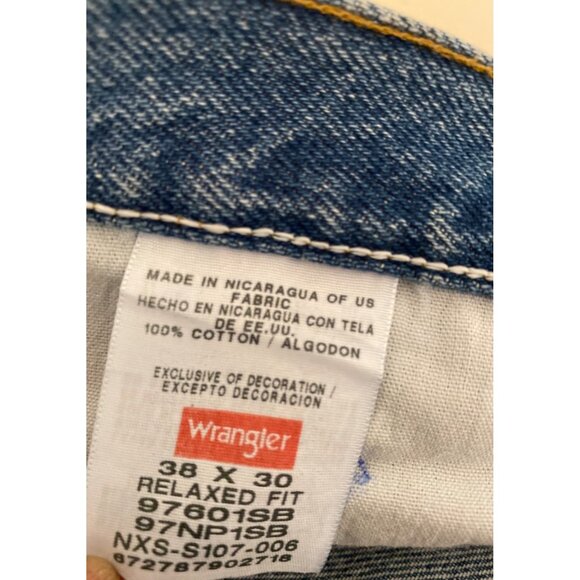 MADE IN NICARAGUA OF US
FABRIC
HECHO EN NICARAGUA CON TELA
DE EE.UU.
100% COTTON / ALGODON
EXCLUSIVE OF DECORATION /
EXCEPTO DECORACION
Wrangler
38 X 30
RELAXED FIT
97601SB
97NP1SB
NXS-S107-006
672787902718